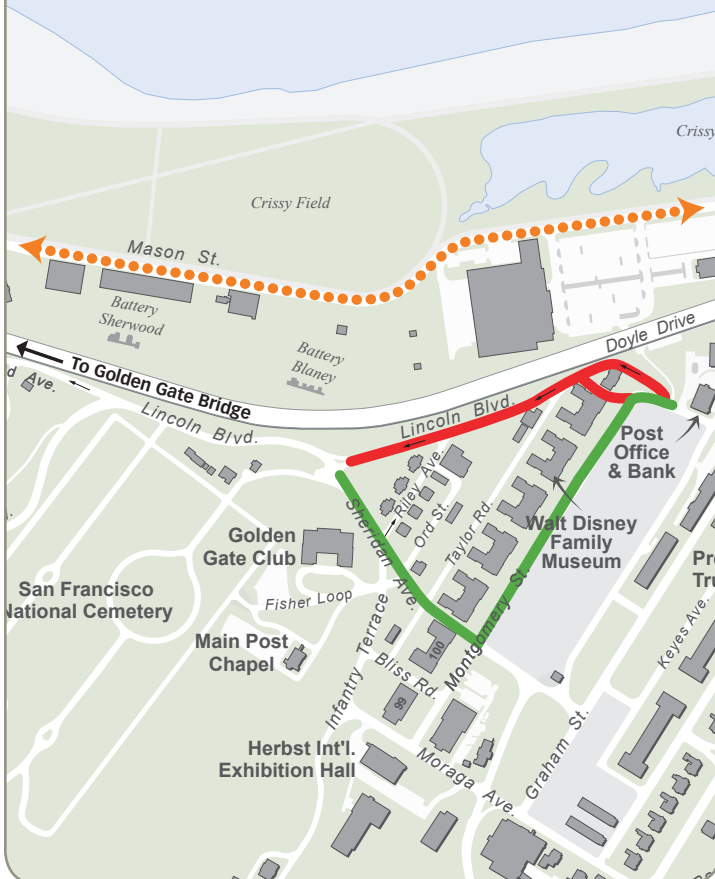 Crissy
Crissy Field
Mason St.
Battery
Sherwood
Doyle Drive
Battery
Blaney
To Golden Gate Bridge
d Ave.
Lincoln Blvd.
Lincoln Blvd.
Post
Office
& Bank
Riley Ave.
Ord St.
Taylor Rd.
Sheridan Ave.
Walt Disney
Family
Museum
Golden
Gate Club
San Francisco
National Cemetery
Fisher Loop
Pr
Tru
Keyes Ave.
Main Post
Chapel
Infantry Terrace
Bliss Rd.
100
Montgomery St.
99
Herbst Int'l.
Exhibition Hall
Moraga Ave.
Graham St.